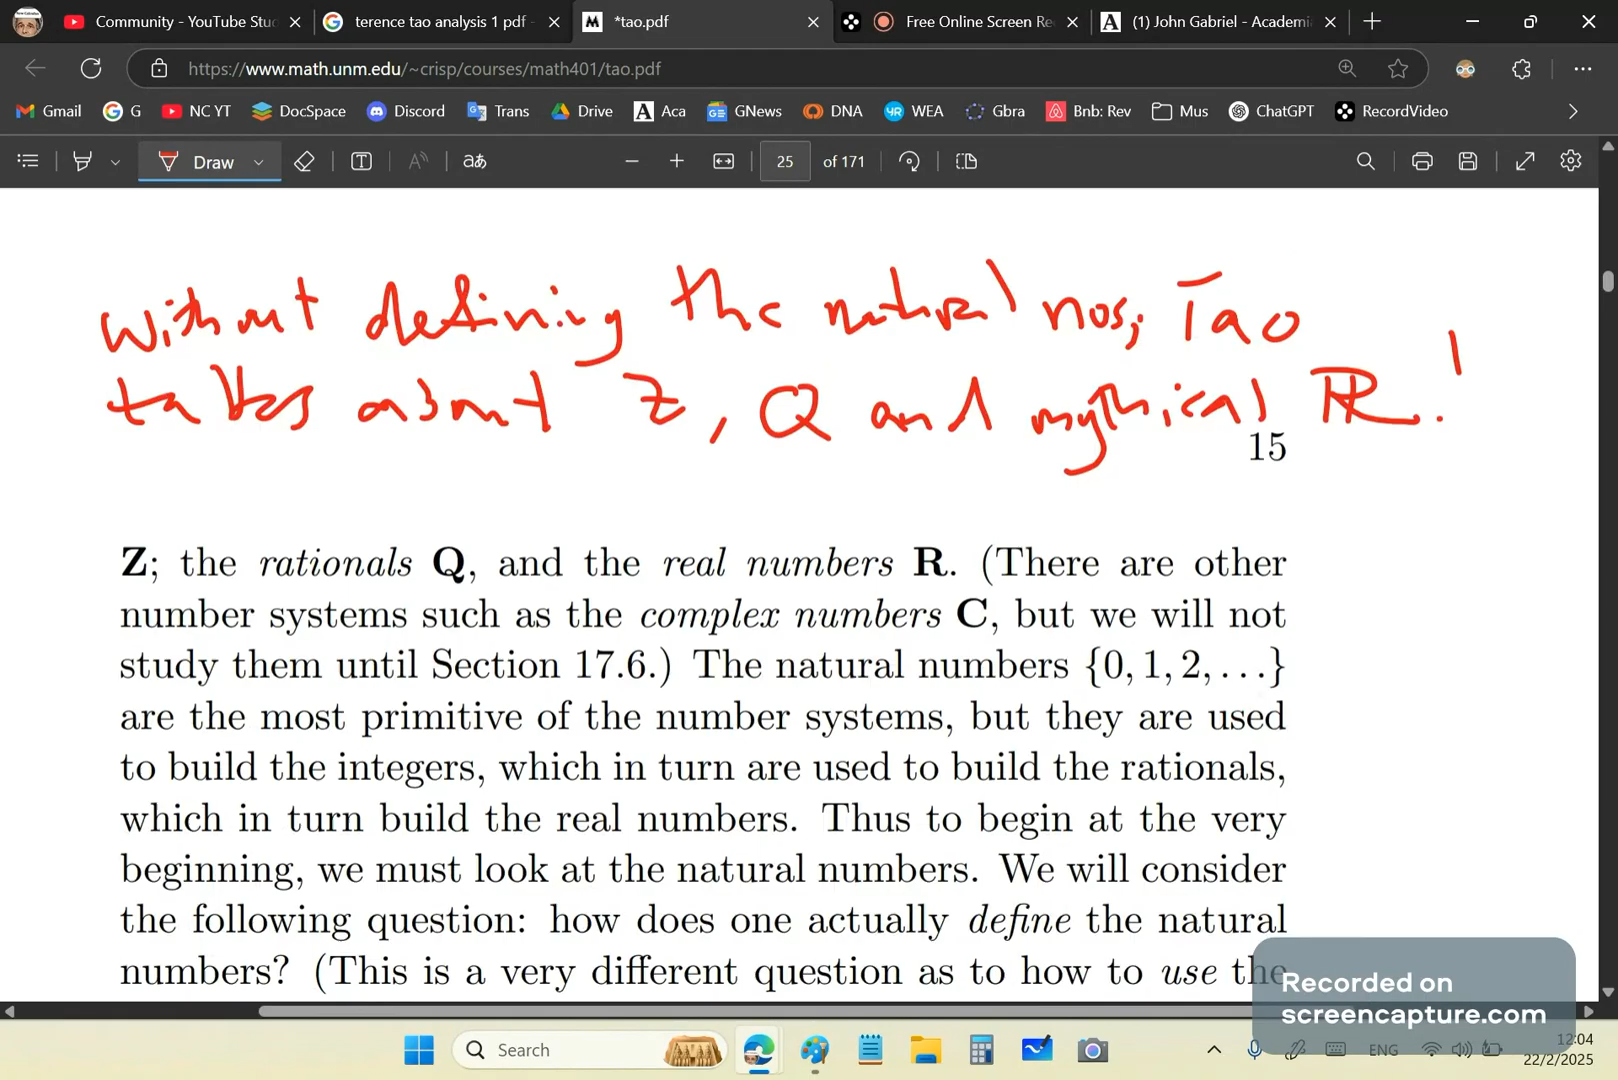 Community - YouTube Stud
terence tao analysis 1 pdf -
*tao.pdf
Free Online Screen Re
(1) John Gabriel - Academi
https://www.math.unm.edu/~crisp/courses/math401/tao.pdf
Gmail
G
NC YT
DocSpace
Discord
Trans
Drive
Aca
GNews
DNA
WEA
Gbra
Bnb: Rev
Mus
ChatGPT
RecordVideo
Draw
25 of 171
Without defining the natural nos, Tao
talks about Z, Q and mythical R!
15
Z; the rationals Q, and the real numbers R. (There are other
number systems such as the complex numbers C, but we will not
study them until Section 17.6.) The natural numbers {0, 1, 2, . . .}
are the most primitive of the number systems, but they are used
to build the integers, which in turn are used to build the rationals,
which in turn build the real numbers. Thus to begin at the very
beginning, we must look at the natural numbers. We will consider
the following question: how does one actually define the natural
numbers? (This is a very different question as to how to use the
Recorded on
screencapture.com
Search
ENG
12:04
22/2/2025